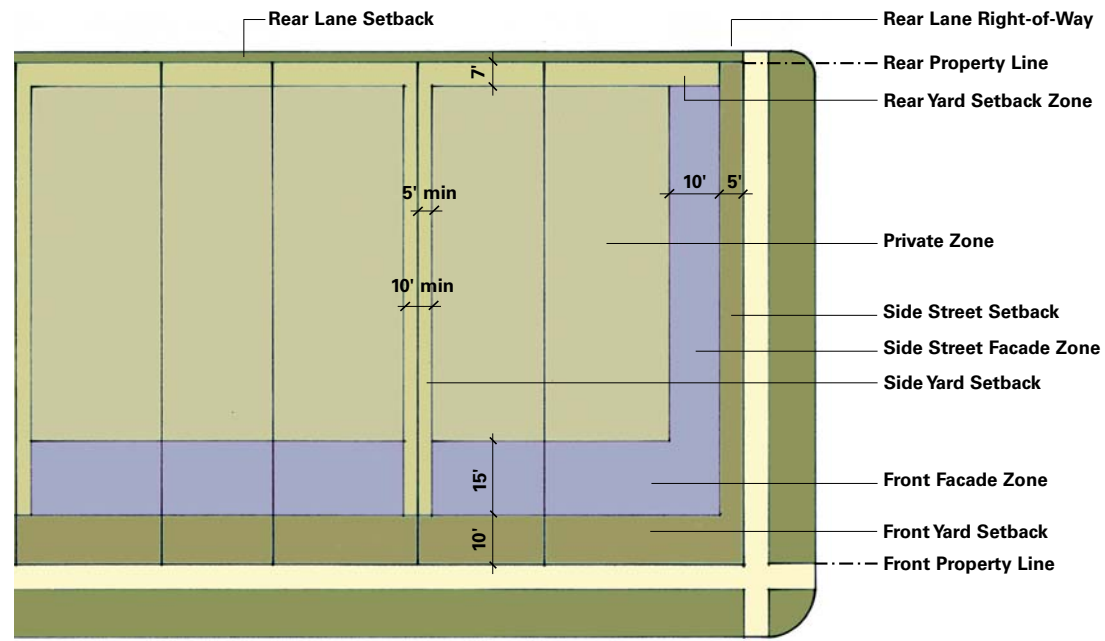 Rear Lane Setback
Rear Lane Right-of-Way
Rear Property Line
7'
Rear Yard Setback Zone
10'
5'
5' min
Private Zone
10' min
Side Street Setback
Side Street Facade Zone
Side Yard Setback
15'
Front Facade Zone
10'
Front Yard Setback
Front Property Line